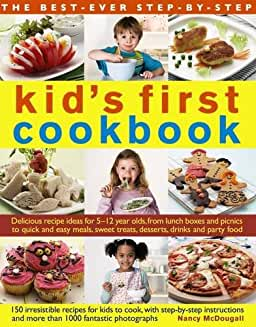 THE BEST-EVER STEP-BY-STEP
kid's first
cookbook
Delicious recipe ideas for 5–12 year olds, from lunch boxes and picnics
to quick and easy meals, sweet treats, desserts, drinks and party food
150 irresistible recipes for kids to cook, with step-by-step instructions
and more than 1000 fantastic photographs
Nancy McDougall